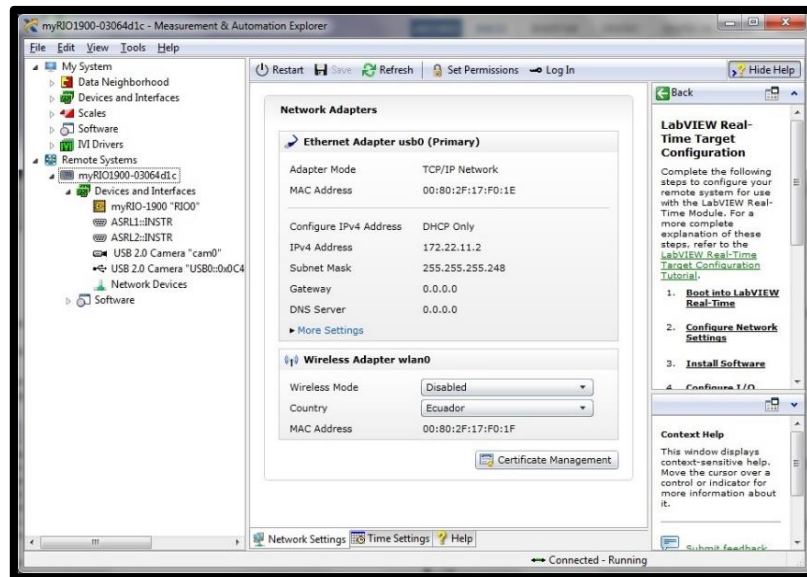 myRIO1900-03064d1c - Measurement & Automation Explorer
File Edit View Tools Help
My System
Data Neighborhood
Devices and Interfaces
Scales
Software
IVI Drivers
Remote Systems
myRIO1900-03064d1c
Devices and Interfaces
myRIO-1900 "RIO0"
ASRL1::INSTR
ASRL2::INSTR
USB 2.0 Camera "cam0"
USB 2.0 Camera "USB0::0x0C4
Network Devices
Software
Restart Save Refresh Set Permissions Log In Hide Help
Network Adapters
Ethernet Adapter usb0 (Primary)
Adapter Mode TCP/IP Network
MAC Address 00:80:2F:17:F0:1E
Configure IPv4 Address DHCP Only
IPv4 Address 172.22.11.2
Subnet Mask 255.255.255.248
Gateway 0.0.0.0
DNS Server 0.0.0.0
More Settings
Wireless Adapter wlan0
Wireless Mode Disabled
Country Ecuador
MAC Address 00:80:2F:17:F0:1F
Certificate Management
Network Settings Time Settings Help
Back
LabVIEW Real-
Time Target
Configuration
Complete the following
steps to configure your
remote system for use
with the LabVIEW Real-
Time Module. For a
more complete
explanation of these
steps, refer to the
LabVIEW Real-Time
Target Configuration
Tutorial.
1. Boot into LabVIEW
Real-Time
2. Configure Network
Settings
3. Install Software
4. Configure I/O
Context Help
This window displays
context-sensitive help.
Move the cursor over a
control or indicator for
more information about
it.
Submit feedback
Connected - Running